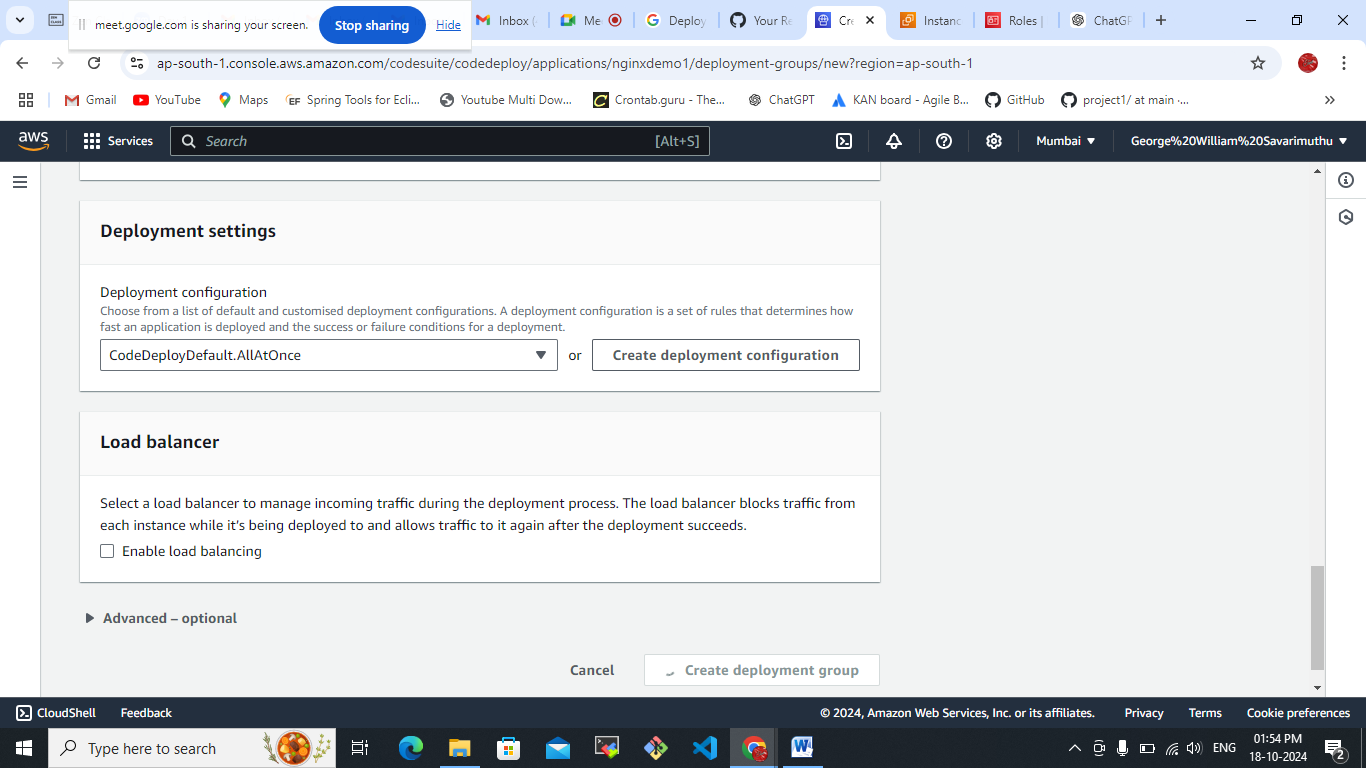 meet.google.com is sharing your screen.
Stop sharing
Hide
Inbox (
Me
Deploy
Your Re
Cre
Instanc
Roles |
ChatGP
ap-south-1.console.aws.amazon.com/codesuite/codedeploy/applications/nginxdemo1/deployment-groups/new?region=ap-south-1
Gmail
YouTube
Maps
Spring Tools for Ecli...
Youtube Multi Dow...
Crontab.guru - The...
ChatGPT
KAN board - Agile B...
GitHub
project1/ at main ·...
aws
Services
Search
[Alt+S]
Mumbai
George%20William%20Savarimuthu
Deployment settings
Deployment configuration
Choose from a list of default and customised deployment configurations. A deployment configuration is a set of rules that determines how
fast an application is deployed and the success or failure conditions for a deployment.
CodeDeployDefault.AllAtOnce
or
Create deployment configuration
Load balancer
Select a load balancer to manage incoming traffic during the deployment process. The load balancer blocks traffic from
each instance while it's being deployed to and allows traffic to it again after the deployment succeeds.
Enable load balancing
Advanced – optional
Cancel
Create deployment group
CloudShell
Feedback
© 2024, Amazon Web Services, Inc. or its affiliates.
Privacy
Terms
Cookie preferences
Type here to search
ENG
01:54 PM
18-10-2024
2